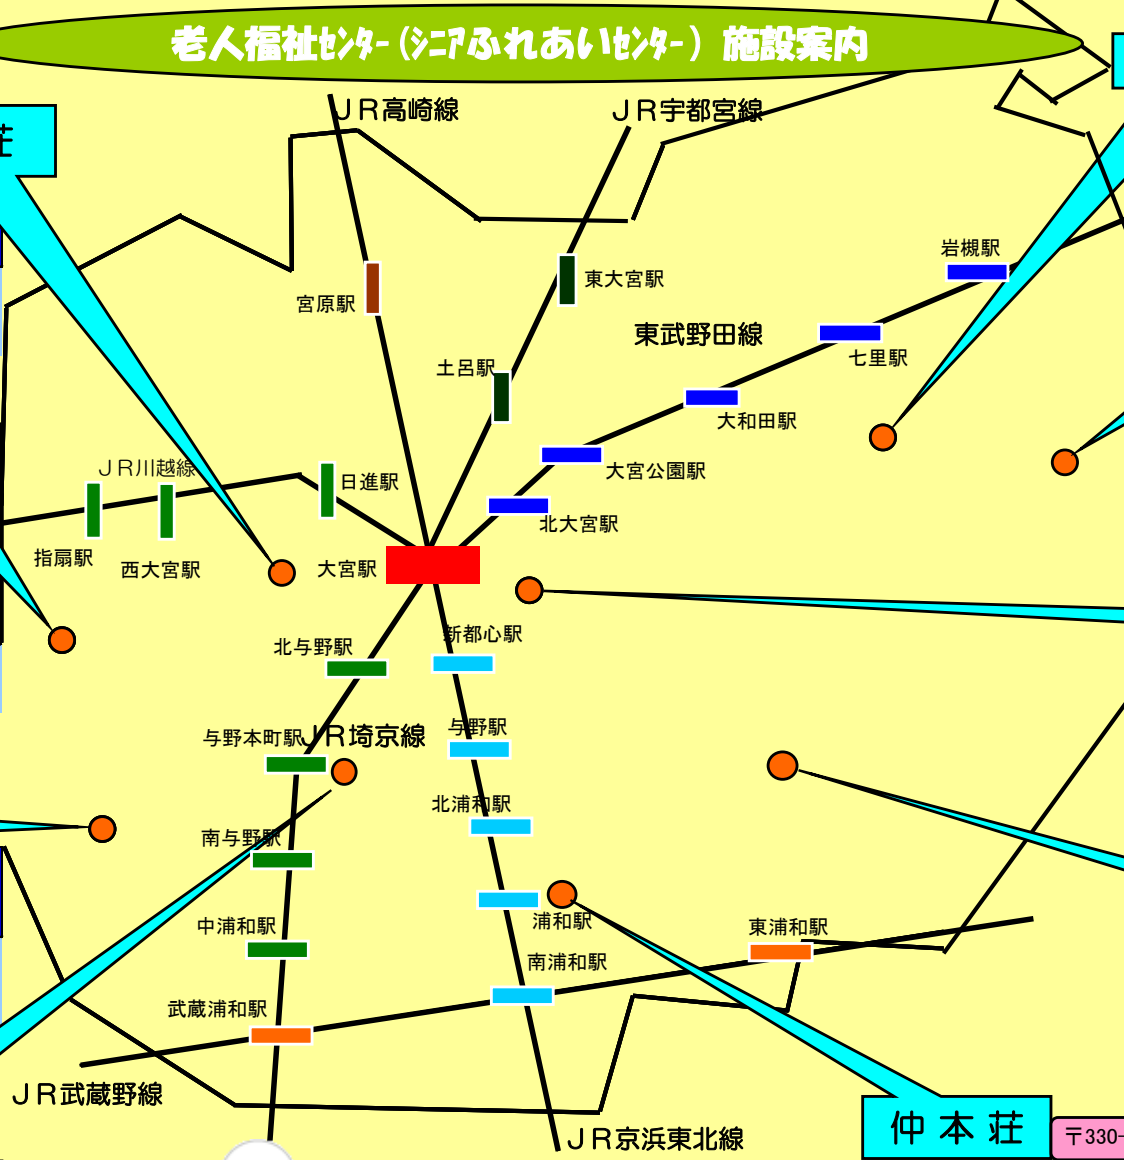 老人福祉ｾﾝﾀｰ(ｼﾆｱふれあいｾﾝﾀｰ) 施設案内
ＪＲ高崎線
ＪＲ宇都宮線
荘
岩槻駅
東大宮駅
宮原駅
東武野田線
七里駅
土呂駅
大和田駅
ＪＲ川越線
大宮公園駅
日進駅
北大宮駅
指扇駅
西大宮駅
大宮駅
新都心駅
北与野駅
与野駅
与野本町駅
ＪＲ埼京線
北浦和駅
南与野駅
浦和駅
中浦和駅
東浦和駅
南浦和駅
武蔵浦和駅
ＪＲ武蔵野線
仲本荘
〒330-
ＪＲ京浜東北線